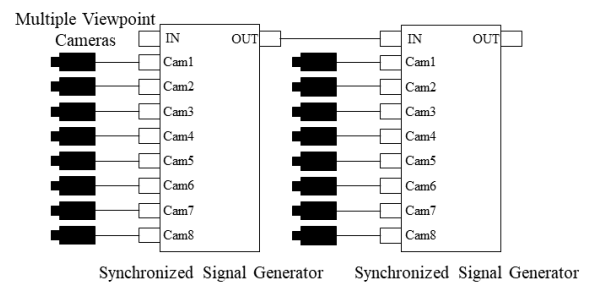 Multiple Viewpoint
Cameras
IN OUT
Cam1
Cam2
Cam3
Cam4
Cam5
Cam6
Cam7
Cam8
Synchronized Signal Generator
IN OUT
Cam1
Cam2
Cam3
Cam4
Cam5
Cam6
Cam7
Cam8
Synchronized Signal Generator